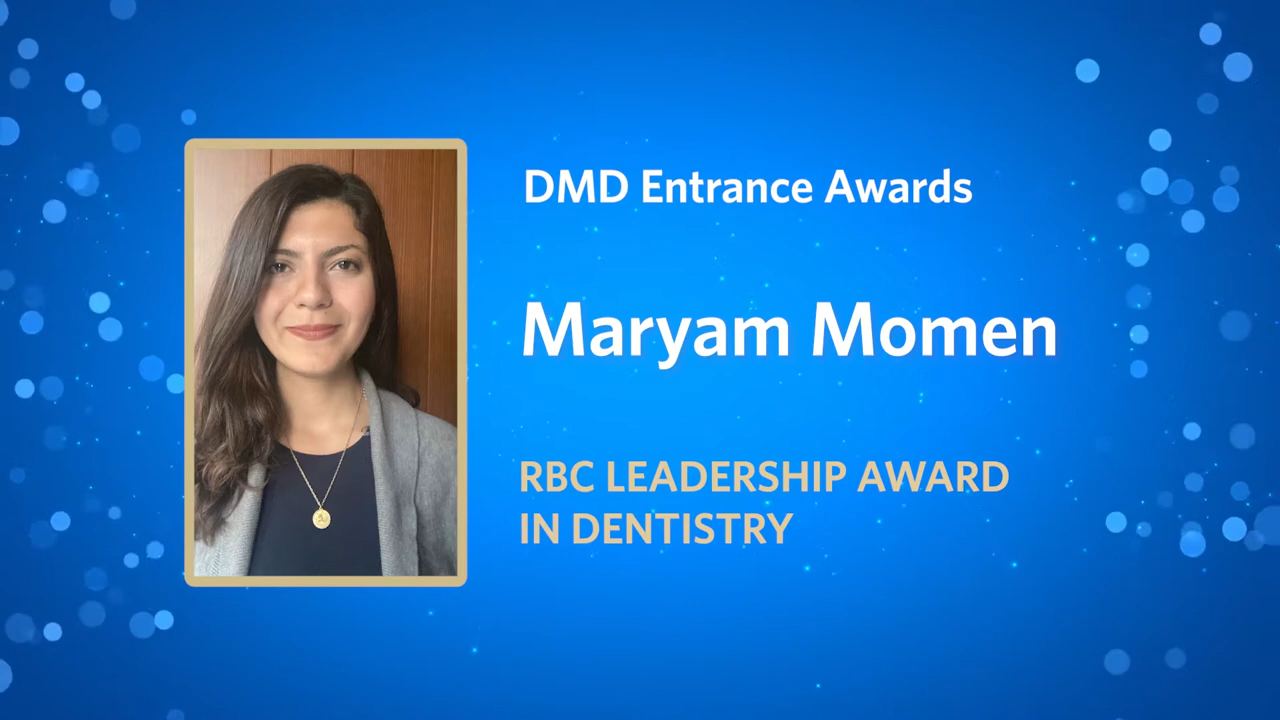 DMD Entrance Awards
Maryam Momen
RBC LEADERSHIP AWARD
IN DENTISTRY